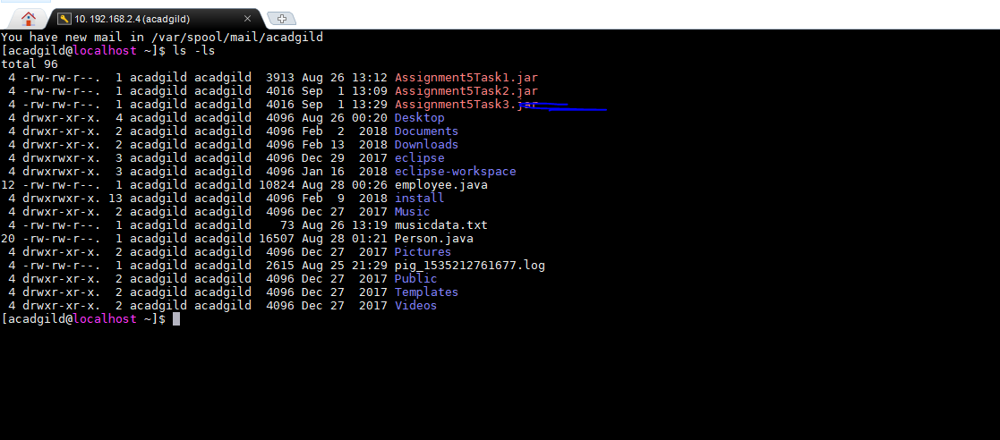 10. 192.168.2.4 (acadgild)
You have new mail in /var/spool/mail/acadgild
[acadgild@localhost ~]$ ls -ls
total 96
 4 -rw-rw-r--.  1 acadgild acadgild  3913 Aug 26 13:12 Assignment5Task1.jar
 4 -rw-rw-r--.  1 acadgild acadgild  4016 Sep  1 13:09 Assignment5Task2.jar
 4 -rw-rw-r--.  1 acadgild acadgild  4016 Sep  1 13:29 Assignment5Task3.jar
 4 drwxr-xr-x.  4 acadgild acadgild  4096 Aug 26 00:20 Desktop
 4 drwxr-xr-x.  2 acadgild acadgild  4096 Feb  2  2018 Documents
 4 drwxr-xr-x.  2 acadgild acadgild  4096 Feb 13  2018 Downloads
 4 drwxrwxr-x.  3 acadgild acadgild  4096 Dec 29  2017 eclipse
 4 drwxrwxr-x.  3 acadgild acadgild  4096 Jan 16  2018 eclipse-workspace
12 -rw-rw-r--.  1 acadgild acadgild 10824 Aug 28 00:26 employee.java
 4 drwxrwxr-x. 13 acadgild acadgild  4096 Feb  9  2018 install
 4 drwxr-xr-x.  2 acadgild acadgild  4096 Dec 27  2017 Music
 4 -rw-rw-r--.  1 acadgild acadgild    73 Aug 26 13:19 musicdata.txt
20 -rw-rw-r--.  1 acadgild acadgild 16507 Aug 28 01:21 Person.java
 4 drwxr-xr-x.  2 acadgild acadgild  4096 Dec 27  2017 Pictures
 4 -rw-rw-r--.  1 acadgild acadgild  2615 Aug 25 21:29 pig_1535212761677.log
 4 drwxr-xr-x.  2 acadgild acadgild  4096 Dec 27  2017 Public
 4 drwxr-xr-x.  2 acadgild acadgild  4096 Dec 27  2017 Templates
 4 drwxr-xr-x.  2 acadgild acadgild  4096 Dec 27  2017 Videos
[acadgild@localhost ~]$